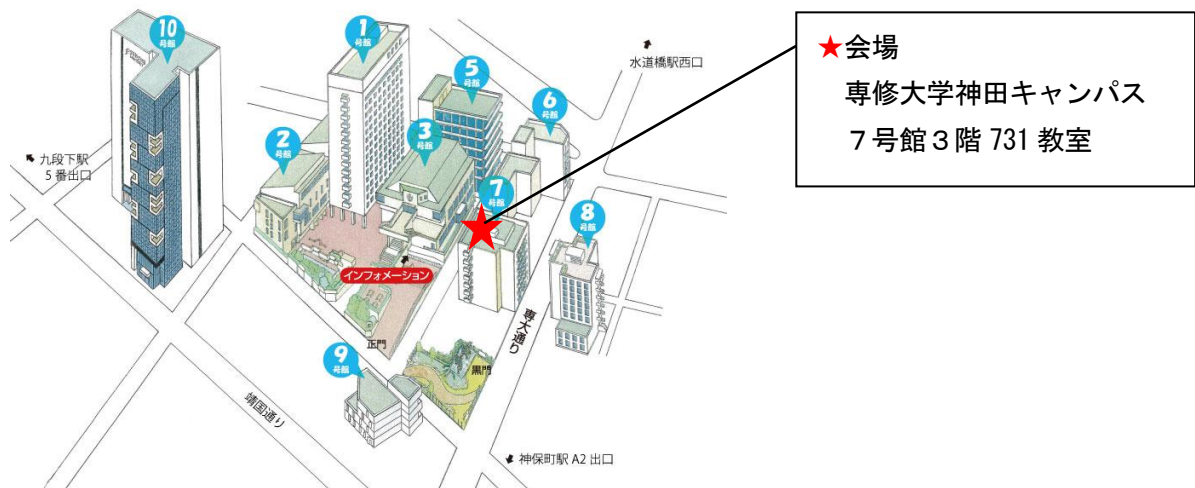 10
号館
1
号館
5
号館
6
号館
2
号館
3
号館
7
号館
8
号館
9
号館
水道橋駅西口
九段下駅
5番出口
インフォメーション
正門
黒門
専大通り
靖国通り
神保町駅 A2 出口
★会場
専修大学神田キャンパス
7号館3階 731 教室